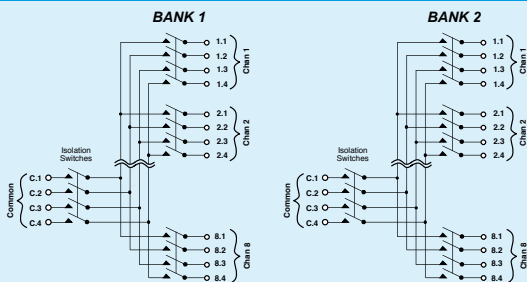 BANK 1
1.1
1.2
1.3
1.4
Chan 1
2.1
2.2
2.3
2.4
Chan 2
Isolation
Switches
Common
C.1
C.2
C.3
C.4
8.1
8.2
8.3
8.4
Chan 8
BANK 2
1.1
1.2
1.3
1.4
Chan 1
2.1
2.2
2.3
2.4
Chan 2
Isolation
Switches
Common
C.1
C.2
C.3
C.4
8.1
8.2
8.3
8.4
Chan 8